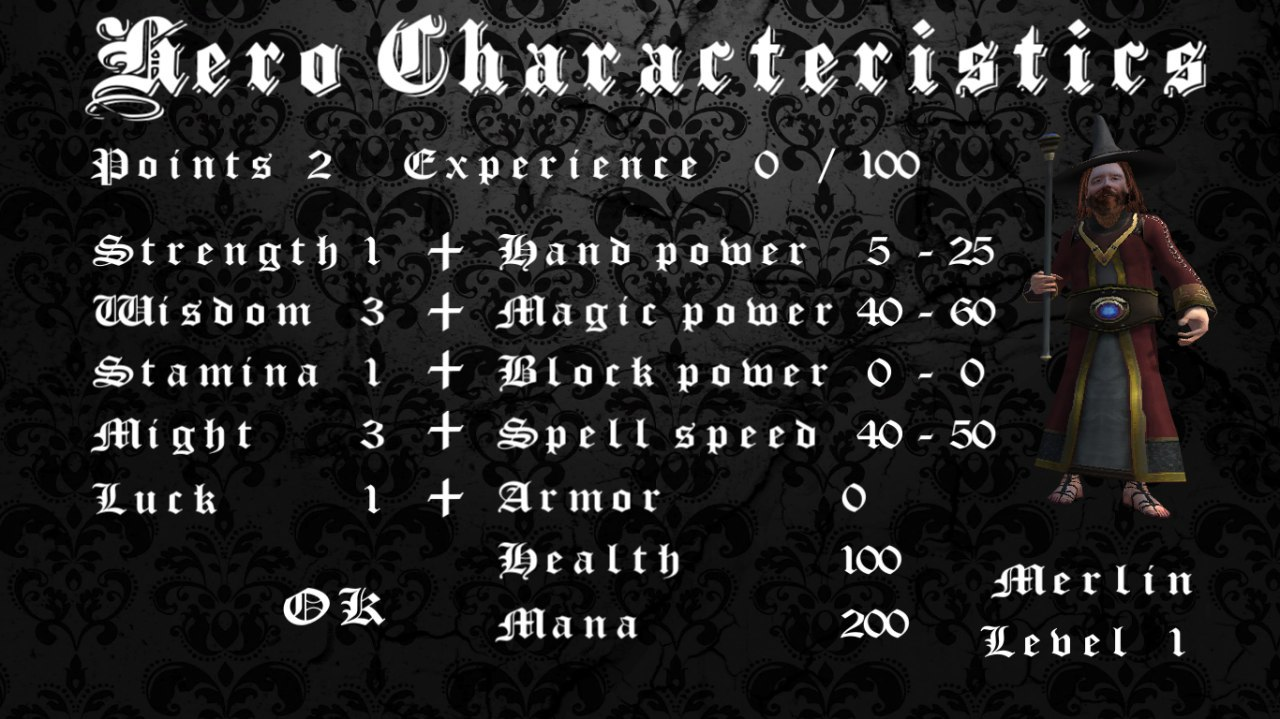 Hero Characteristics
Points 2 Experience 0 / 100
Strength 1 + Hand power 5 - 25
Wisdom 3 + Magic power 40 - 60
Stamina 1 + Block power 0 - 0
Might 3 + Spell speed 40 - 50
Luck 1 + Armor 0
Health 100
Merlin
OK
Mana 200
Level 1